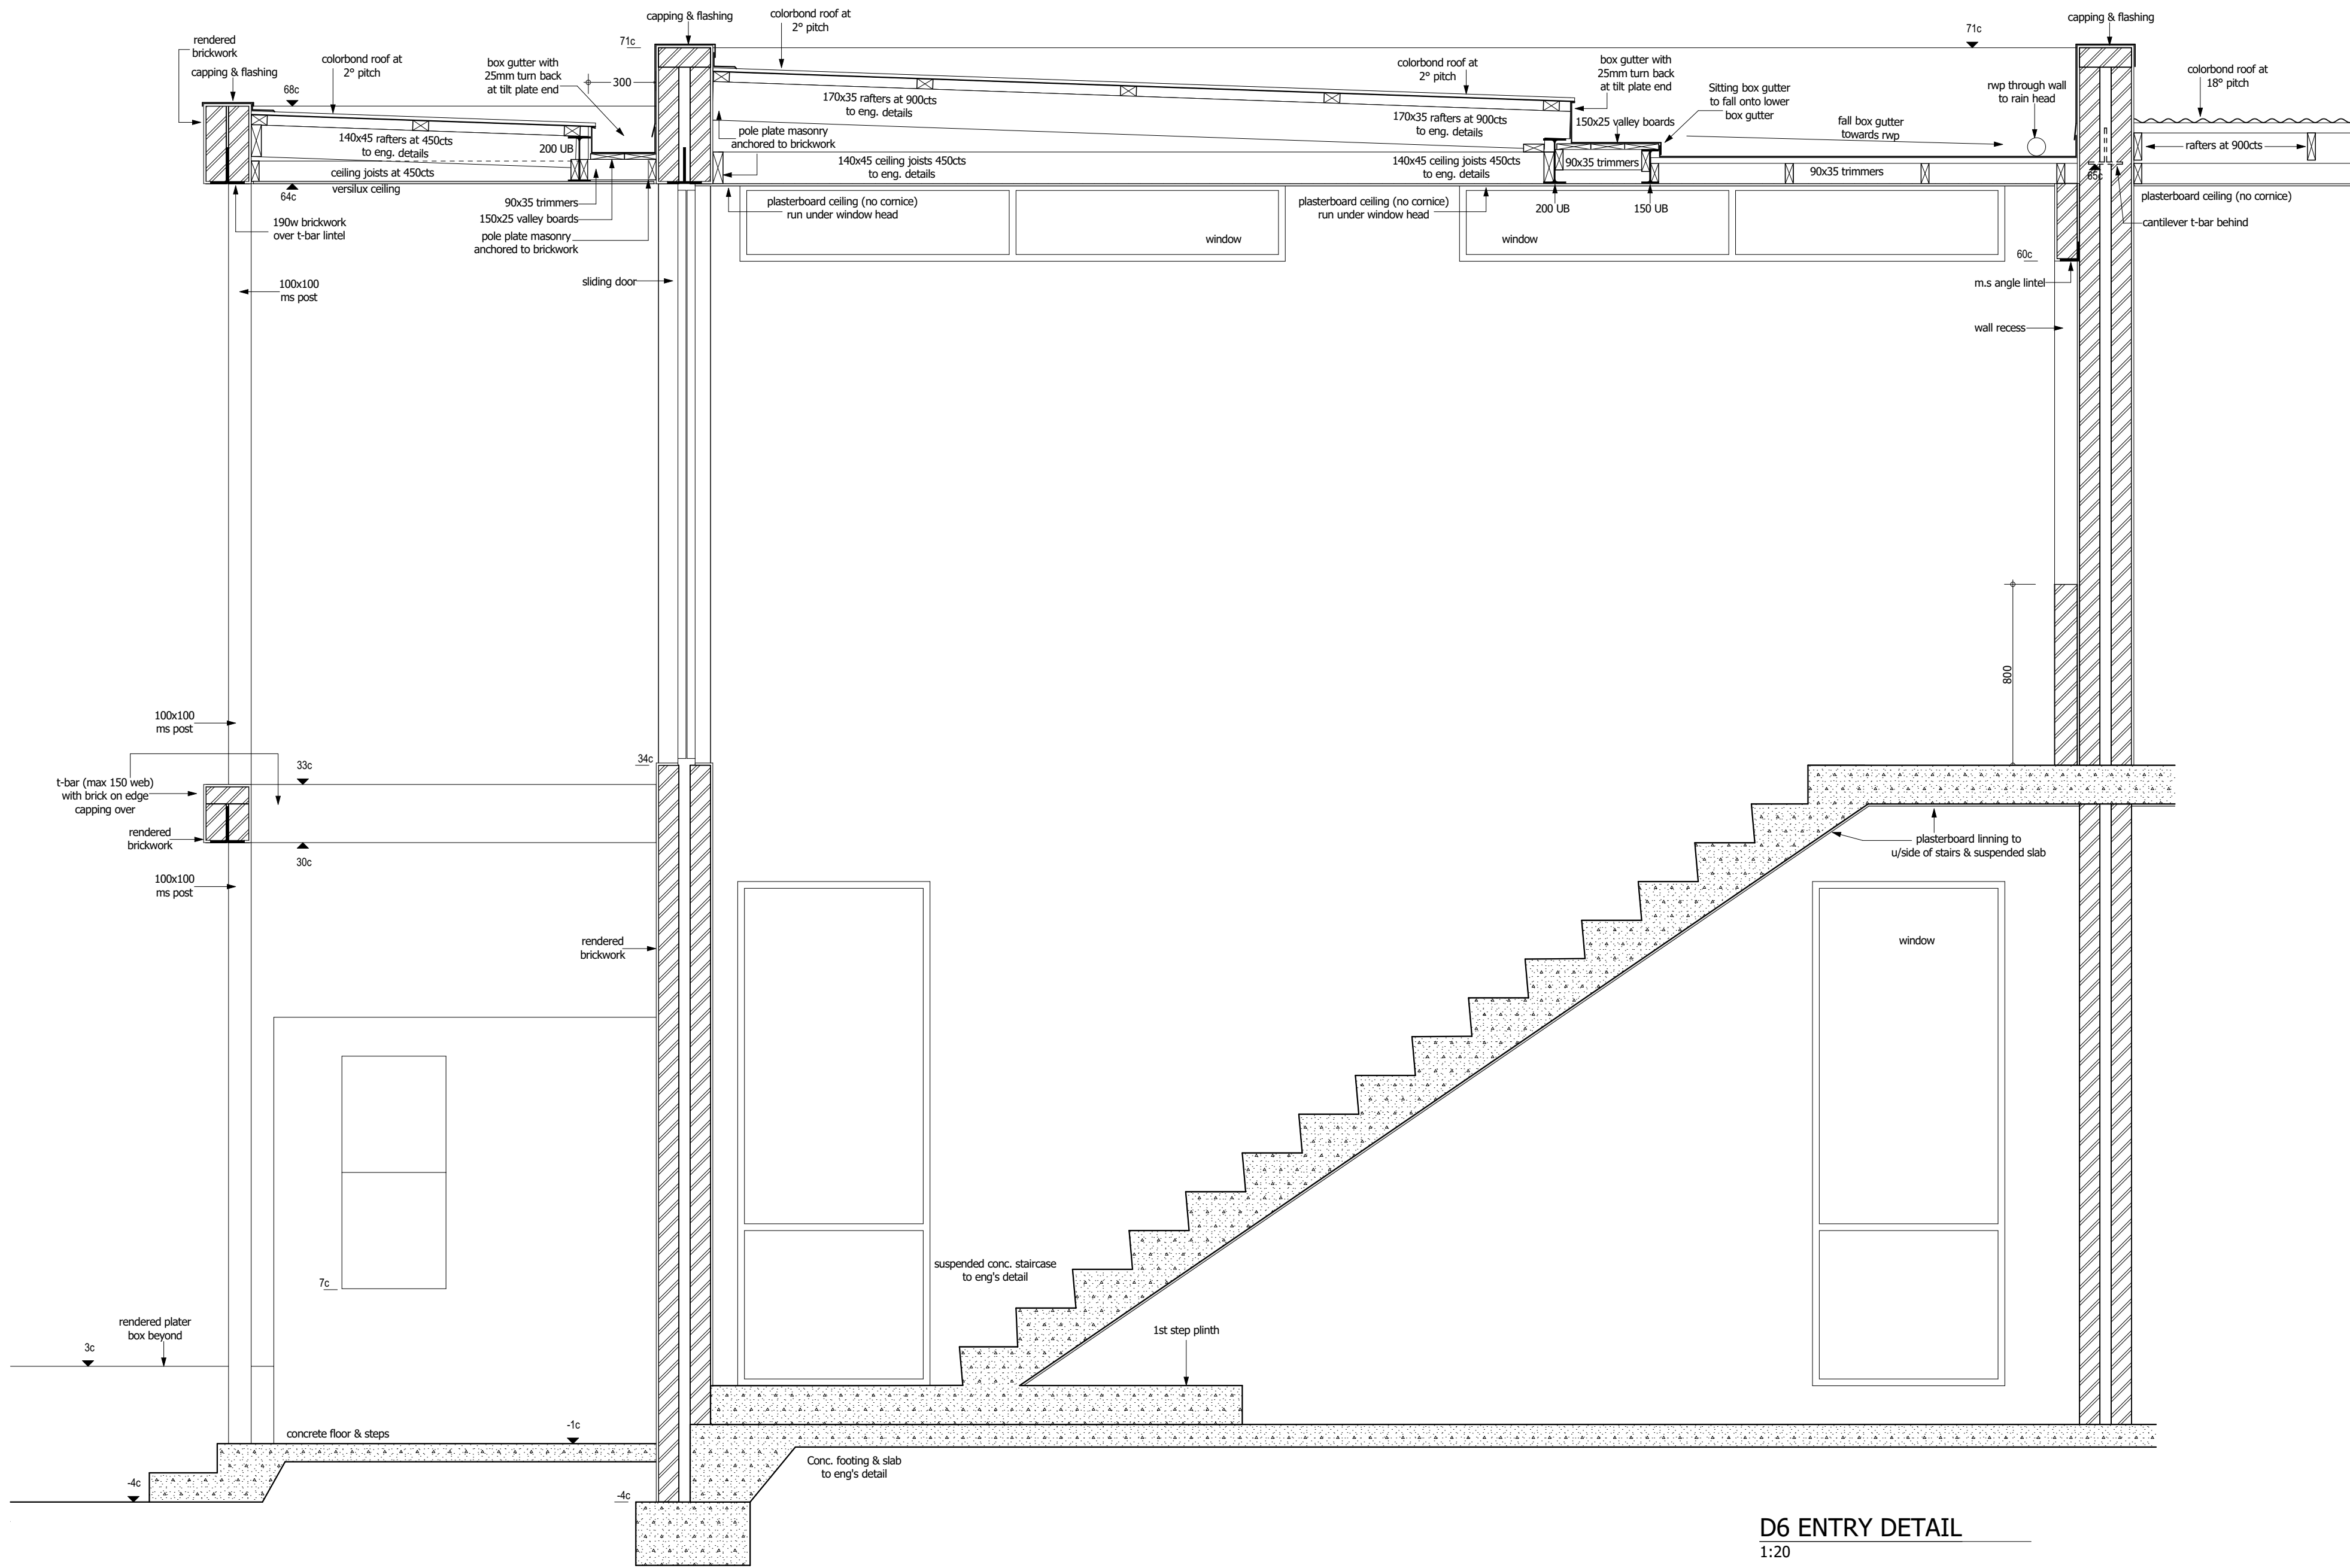 capping & flashing
colorbond roof at
2° pitch
capping & flashing
rendered
brickwork
71c
71c
capping & flashing
colorbond roof at
2° pitch
box gutter with
25mm turn back
at tilt plate end
300
colorbond roof at
2° pitch
box gutter with
25mm turn back
at tilt plate end
Sitting box gutter
to fall onto lower
box gutter
rwp through wall
to rain head
colorbond roof at
18° pitch
68c
170x35 rafters at 900cts
to eng. details
170x35 rafters at 900cts
to eng. details
150x25 valley boards
fall box gutter
towards rwp
140x45 rafters at 450cts
to eng. details
200 UB
pole plate masonry
anchored to brickwork
rafters at 900cts
ceiling joists at 450cts
140x45 ceiling joists 450cts
to eng. details
140x45 ceiling joists 450cts
to eng. details
90x35 trimmers
90x35 trimmers
65c
versilux ceiling
64c
90x35 trimmers
150x25 valley boards
pole plate masonry
anchored to brickwork
plasterboard ceiling (no cornice)
run under window head
plasterboard ceiling (no cornice)
run under window head
200 UB
150 UB
plasterboard ceiling (no cornice)
cantilever t-bar behind
190w brickwork
over t-bar lintel
window
window
60c
sliding door
m.s angle lintel
100x100
ms post
wall recess
800
100x100
ms post
t-bar (max 150 web)
with brick on edge
capping over
33c
34c
rendered
brickwork
30c
100x100
ms post
plasterboard linning to
u/side of stairs & suspended slab
rendered
brickwork
window
suspended conc. staircase
to eng's detail
7c
rendered plater
box beyond
3c
1st step plinth
concrete floor & steps
-1c
Conc. footing & slab
to eng's detail
-4c
-4c
D6 ENTRY DETAIL
1:20